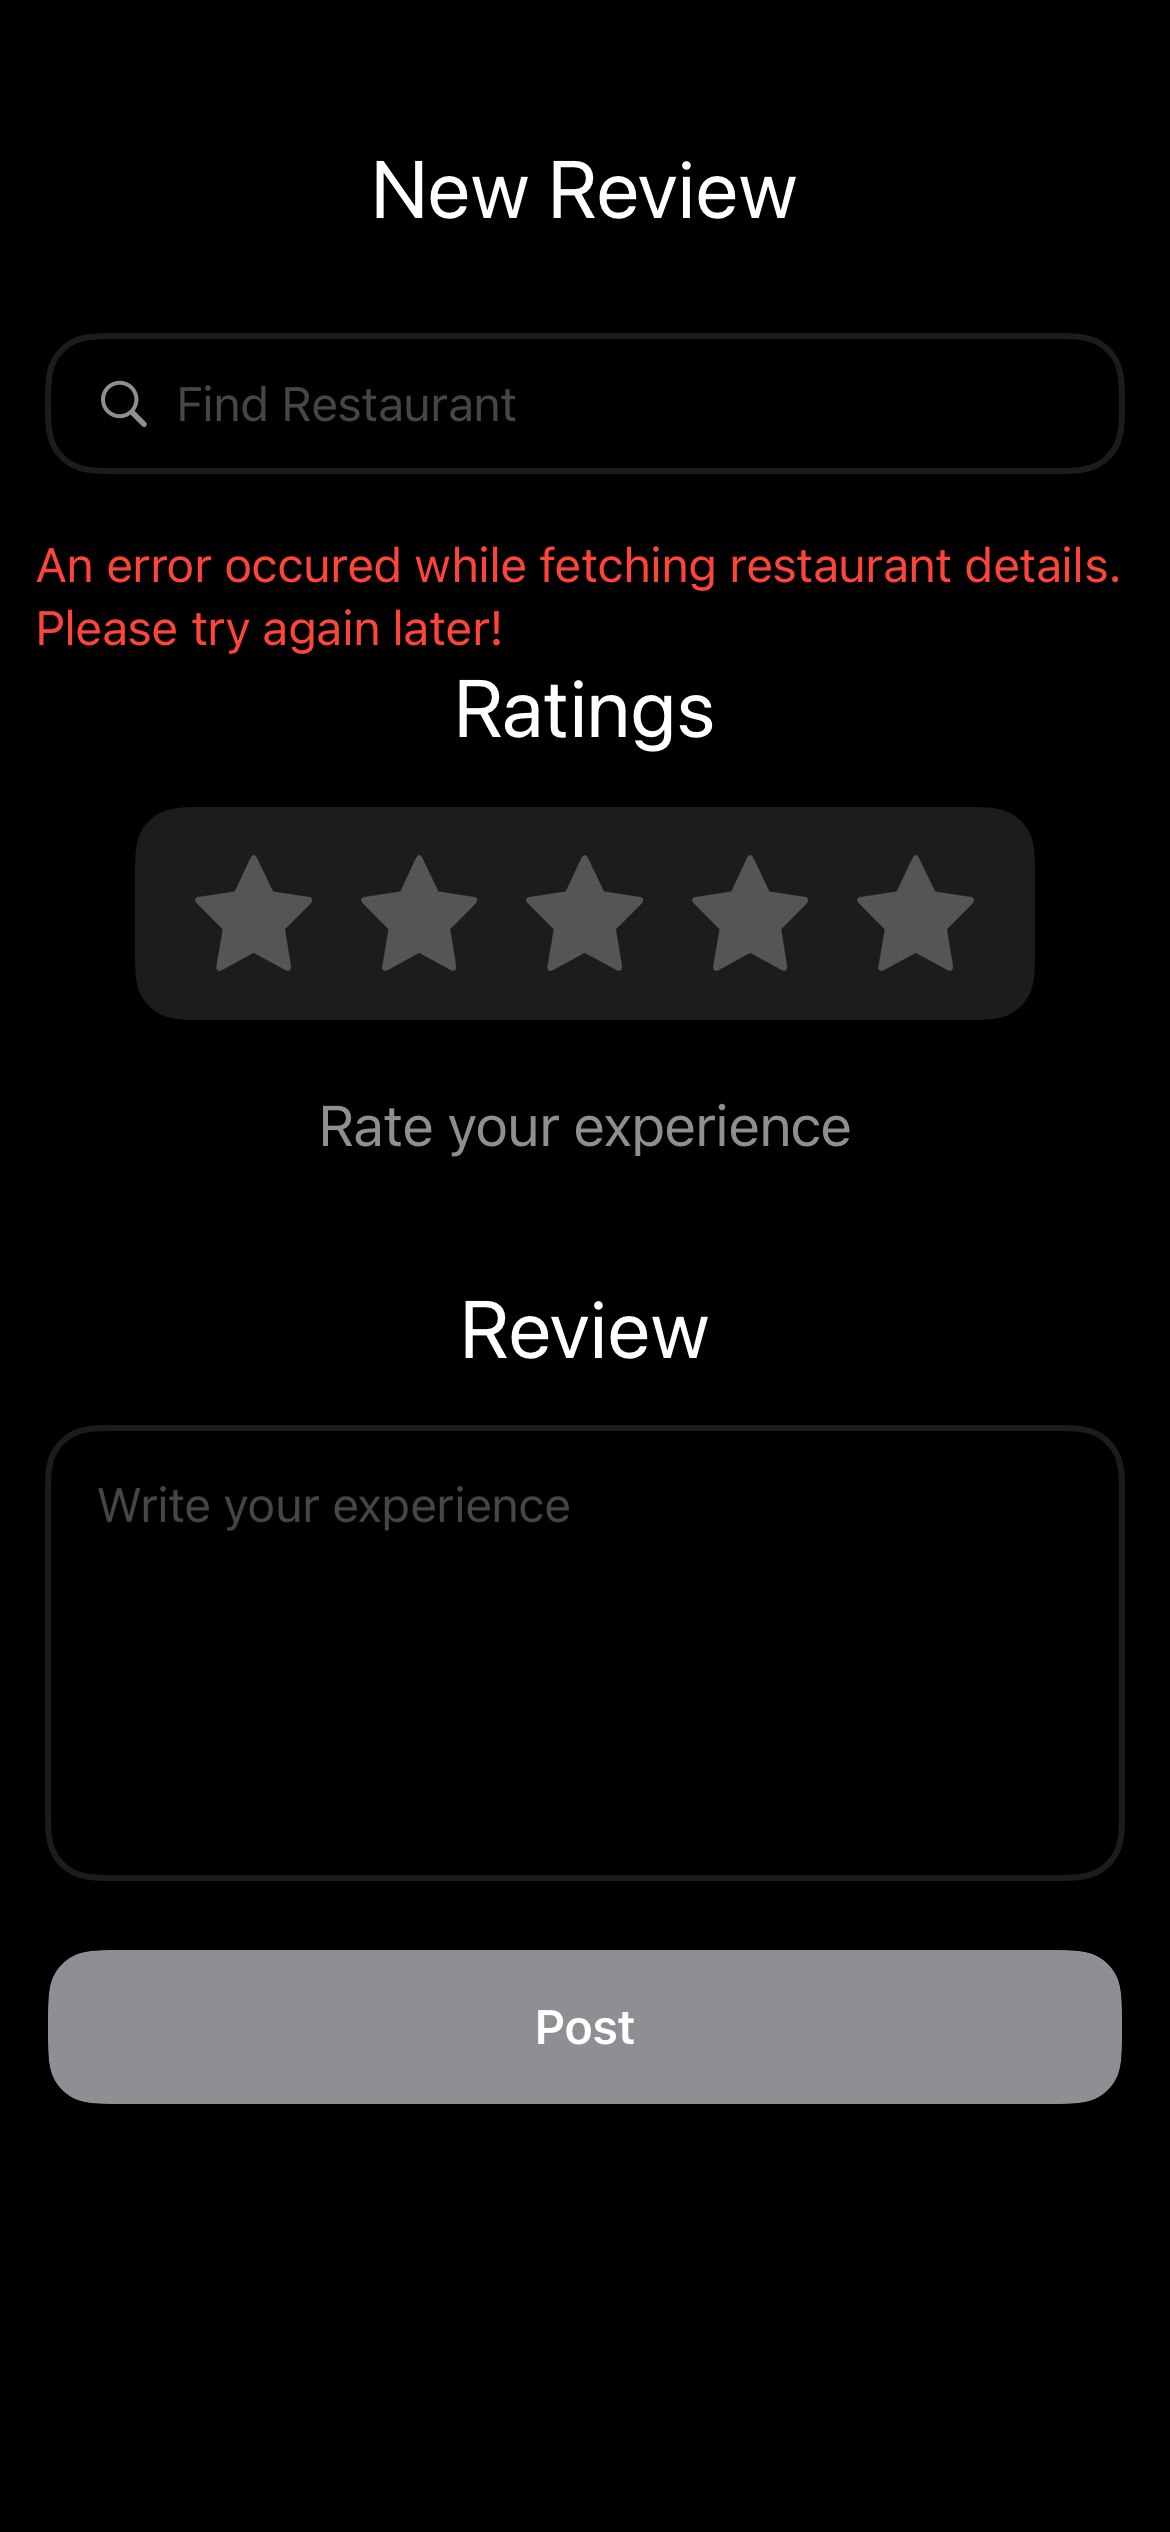 New Review
Find Restaurant
An error occured while fetching restaurant details.
Please try again later!
Ratings
Rate your experience
Review
Write your experience
Post